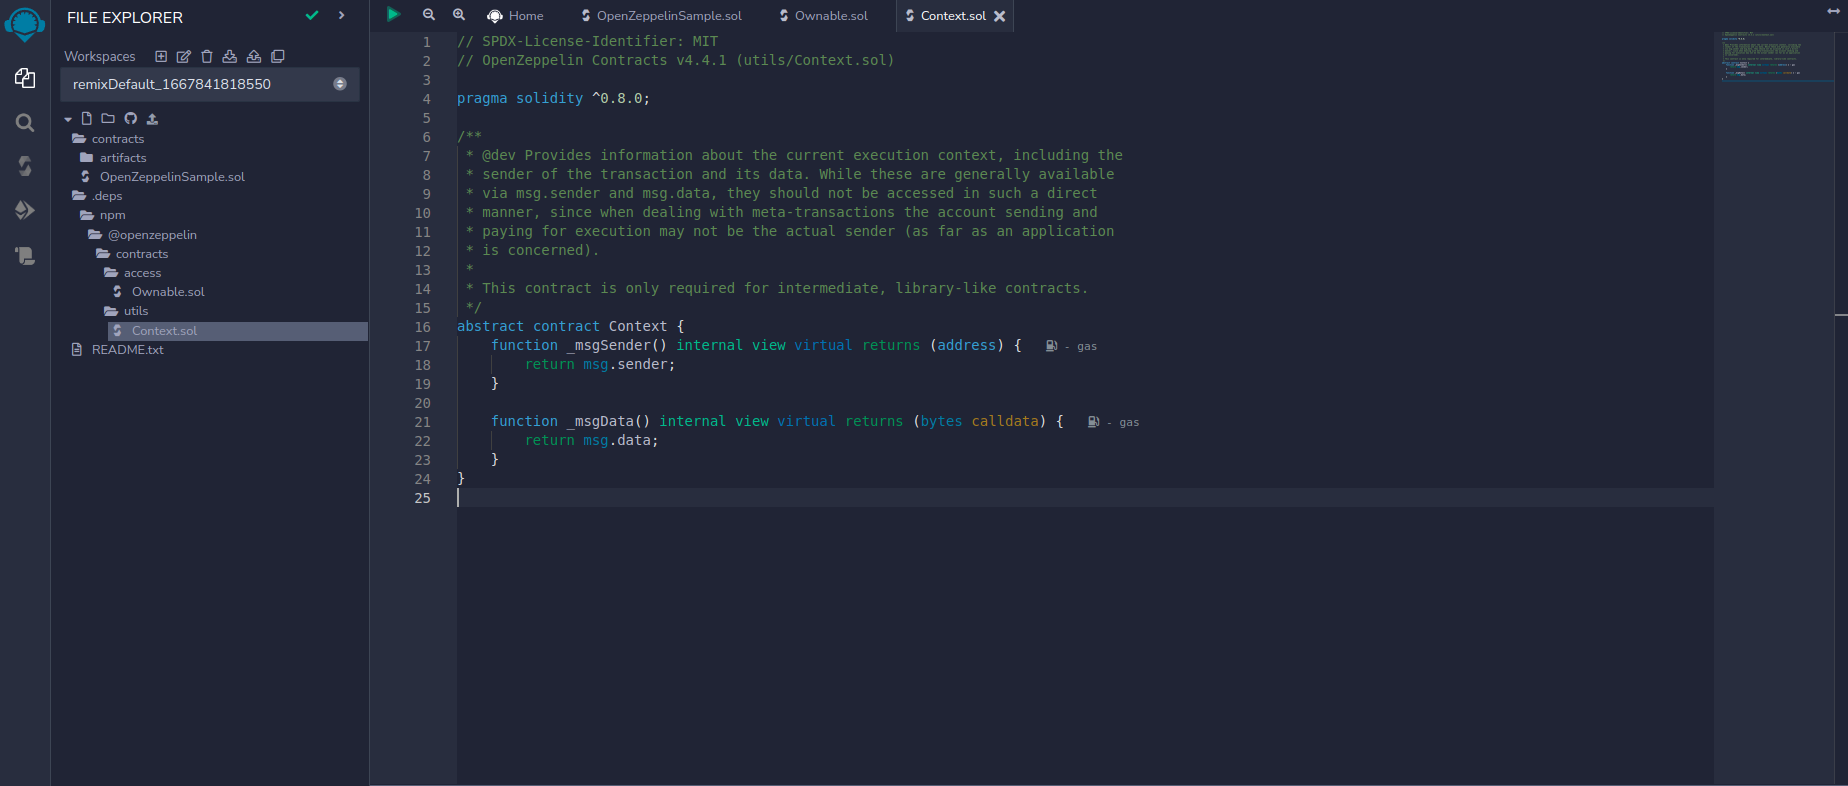 FILE EXPLORER
Workspaces
remixDefault_1667841818550
contracts
artifacts
OpenZeppelinSample.sol
.deps
npm
@openzeppelin
contracts
access
Ownable.sol
utils
Context.sol
README.txt
Home OpenZeppelinSample.sol Ownable.sol Context.sol
1 // SPDX-License-Identifier: MIT
2 // OpenZeppelin Contracts v4.4.1 (utils/Context.sol)
3
4 pragma solidity ^0.8.0;
5
6 /**
7 * @dev Provides information about the current execution context, including the
8 * sender of the transaction and its data. While these are generally available
9 * via msg.sender and msg.data, they should not be accessed in such a direct
10 * manner, since when dealing with meta-transactions the account sending and
11 * paying for execution may not be the actual sender (as far as an application
12 * is concerned).
13 *
14 * This contract is only required for intermediate, library-like contracts.
15 */
16 abstract contract Context {
17 function _msgSender() internal view virtual returns (address) { - gas
18 return msg.sender;
19 }
20
21 function _msgData() internal view virtual returns (bytes calldata) { - gas
22 return msg.data;
23 }
24 }
25